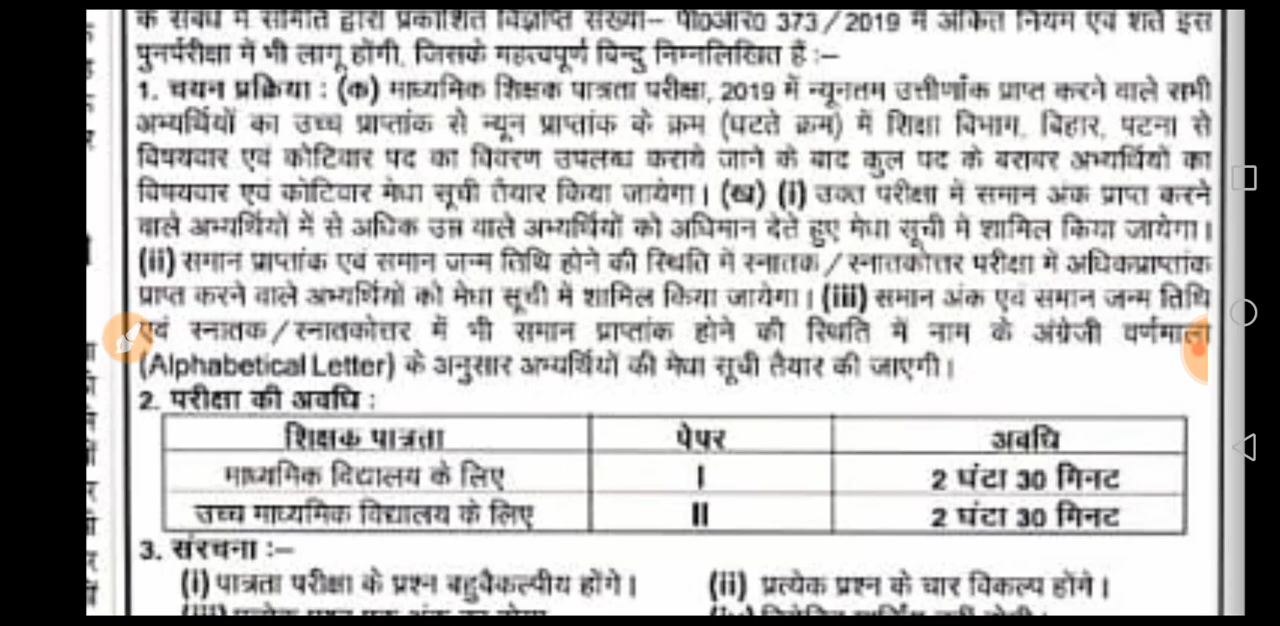 के संबंध में समिति द्वारा प्रकाशित विज्ञप्ति संख्या– पी०आर० 373/2019 में अंकित नियम एवं शर्तें इस
पुनर्परीक्षा में भी लागू होंगी, जिसके महत्वपूर्ण विन्दु निम्नलिखित हैं :–
1. चयन प्रक्रिया : (क) माध्यमिक शिक्षक पात्रता परीक्षा, 2019 में न्यूनतम उत्तीर्णांक प्राप्त करने वाले सभी
अभ्यर्थियों का उच्च प्राप्तांक से न्यून प्राप्तांक के क्रम (घटते क्रम) में शिक्षा विभाग, बिहार, पटना से
विषयवार एवं कोटिवार पद का विवरण उपलब्ध कराये जाने के बाद कुल पद के बराबर अभ्यर्थियों का
विषयवार एवं कोटिवार मेधा सूची तैयार किया जायेगा। (ख) (i) उक्त परीक्षा में समान अंक प्राप्त करने
वाले अभ्यर्थियों में से अधिक उम्र वाले अभ्यर्थियों को अधिमान देते हुए मेधा सूची मे शामिल किया जायेगा।
(ii) समान प्राप्तांक एवं समान जन्म तिथि होने की स्थिति में स्नातक/स्नातकोत्तर परीक्षा में अधिकप्राप्तांक
प्राप्त करने वाले अभ्यर्थियो को मेधा सूची में शामिल किया जायेगा। (iii) समान अंक एवं समान जन्म तिथि
एवं स्नातक/स्नातकोत्तर में भी समान प्राप्तांक होने की स्थिति में नाम के अंग्रेजी वर्णमाला
(Alphabetical Letter) के अनुसार अभ्यर्थियों की मेधा सूची तैयार की जाएगी।
2. परीक्षा की अवधि :
शिक्षक पात्रता पेपर अवधि
माध्यमिक विद्यालय के लिए I 2 घंटा 30 मिनट
उच्च माध्यमिक विद्यालय के लिए II 2 घंटा 30 मिनट
3. संरचना :–
(i) पात्रता परीक्षा के प्रश्न बहुवैकल्पीय होंगे। (ii) प्रत्येक प्रश्न के चार विकल्प होंगे।